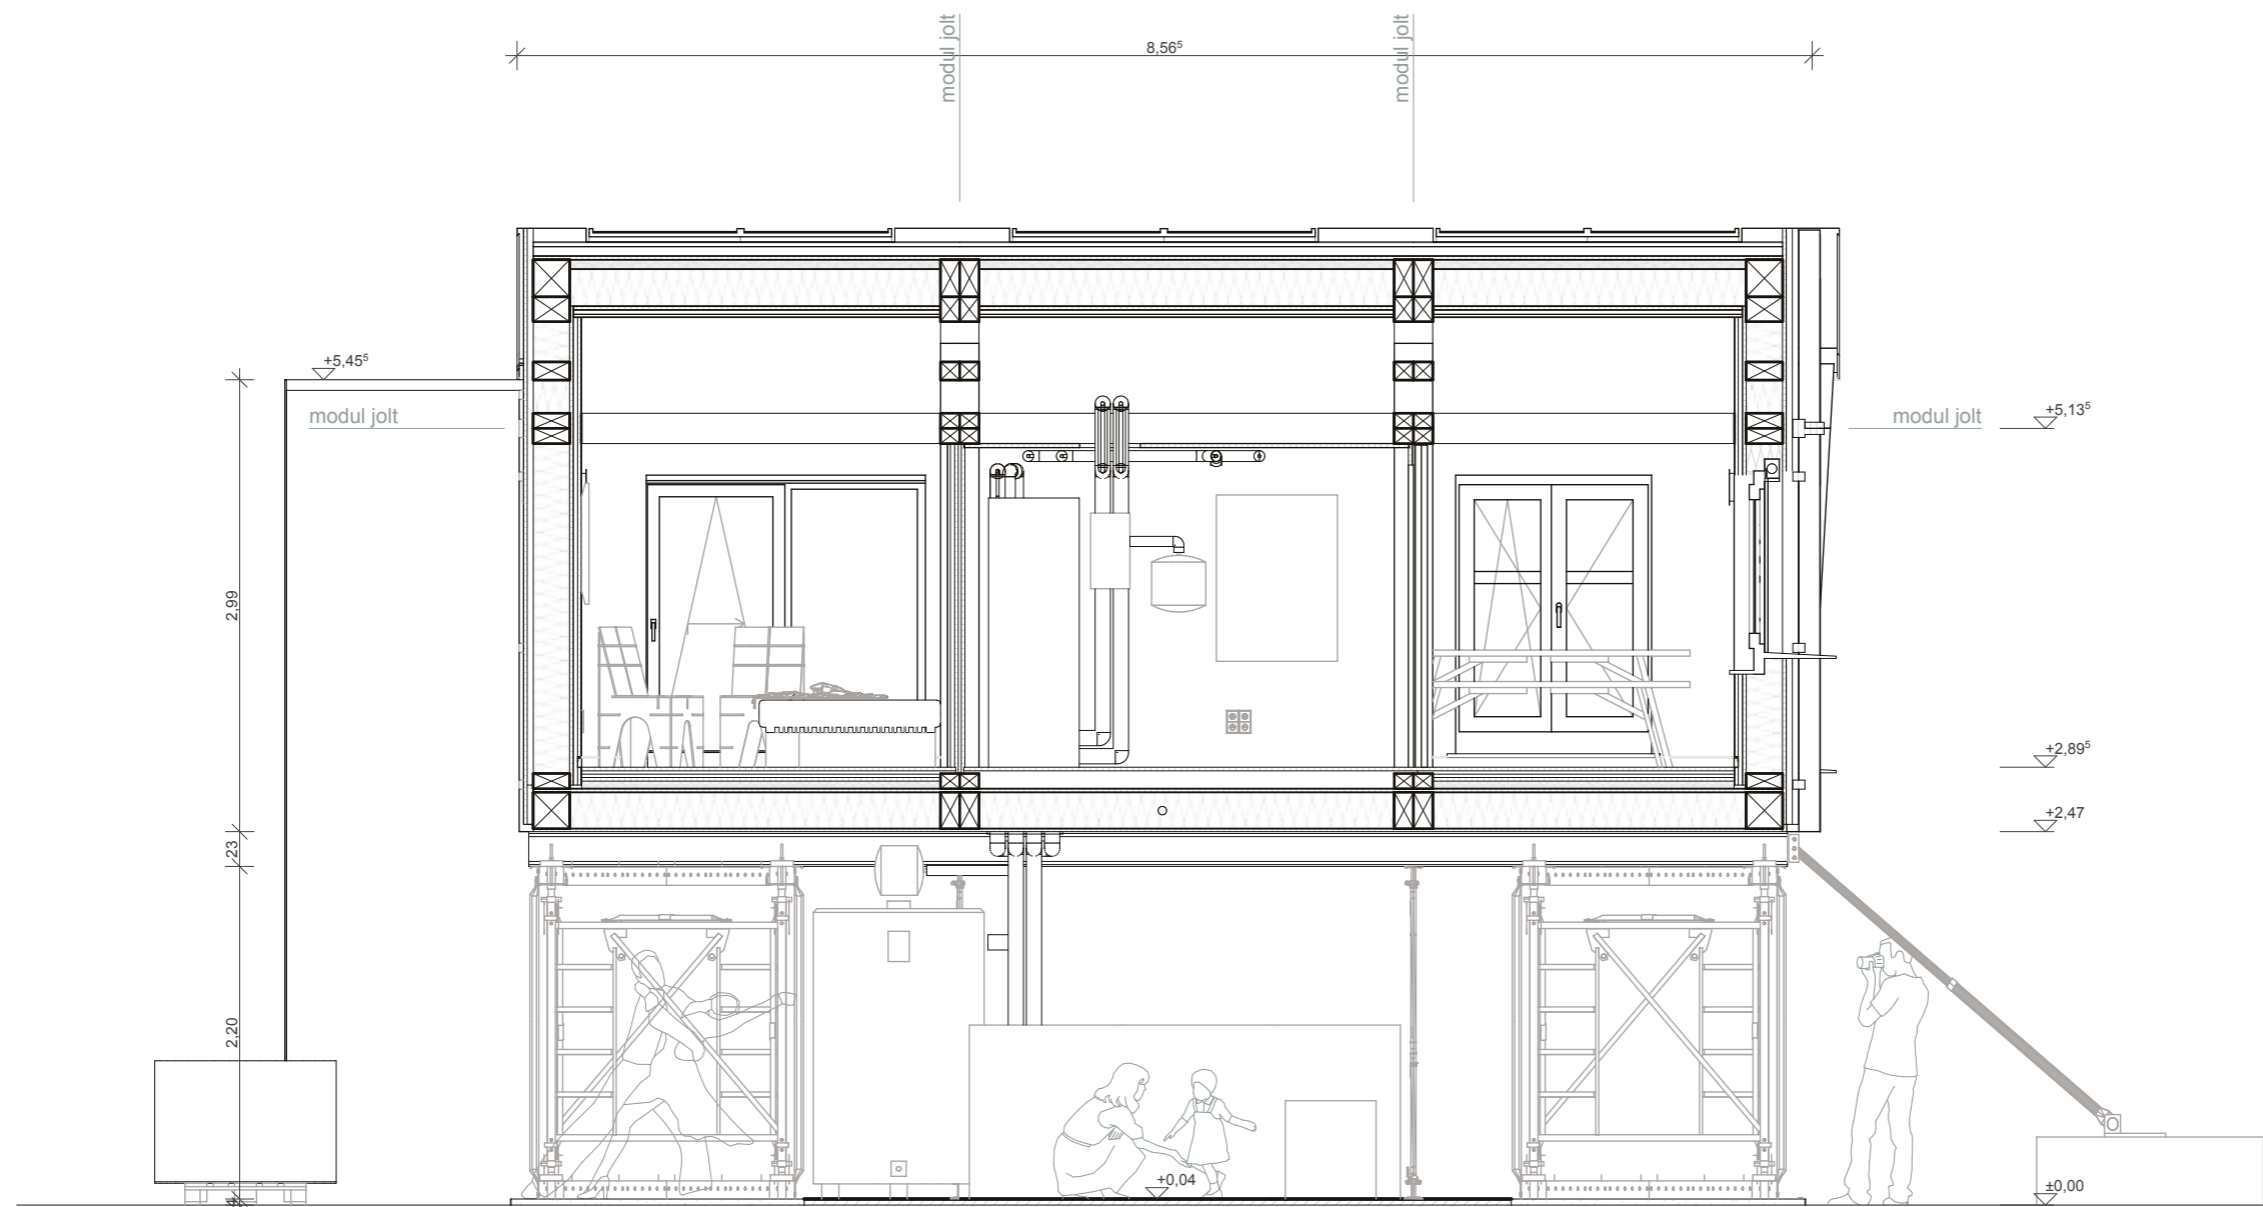 modul jolt
8,56⁵
modul jolt
+5,45⁵
modul jolt
modul jolt
+5,13⁵
2,99
+2,89⁵
+2,47
23
2,20
+0,04
±0,00
4